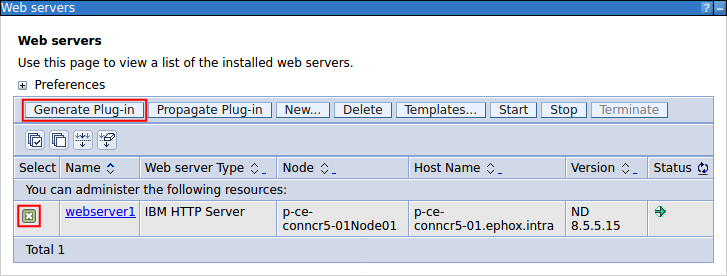 Web servers
Web servers
Use this page to view a list of the installed web servers.
Preferences
Generate Plug-in Propagate Plug-in New... Delete Templates... Start Stop Terminate
Select Name Web server Type Node Host Name Version Status
You can administer the following resources:
webserver1 IBM HTTP Server p-ce- p-ce- ND
conncr5-01Node01 conncr5-01.ephox.intra 8.5.5.15
Total 1